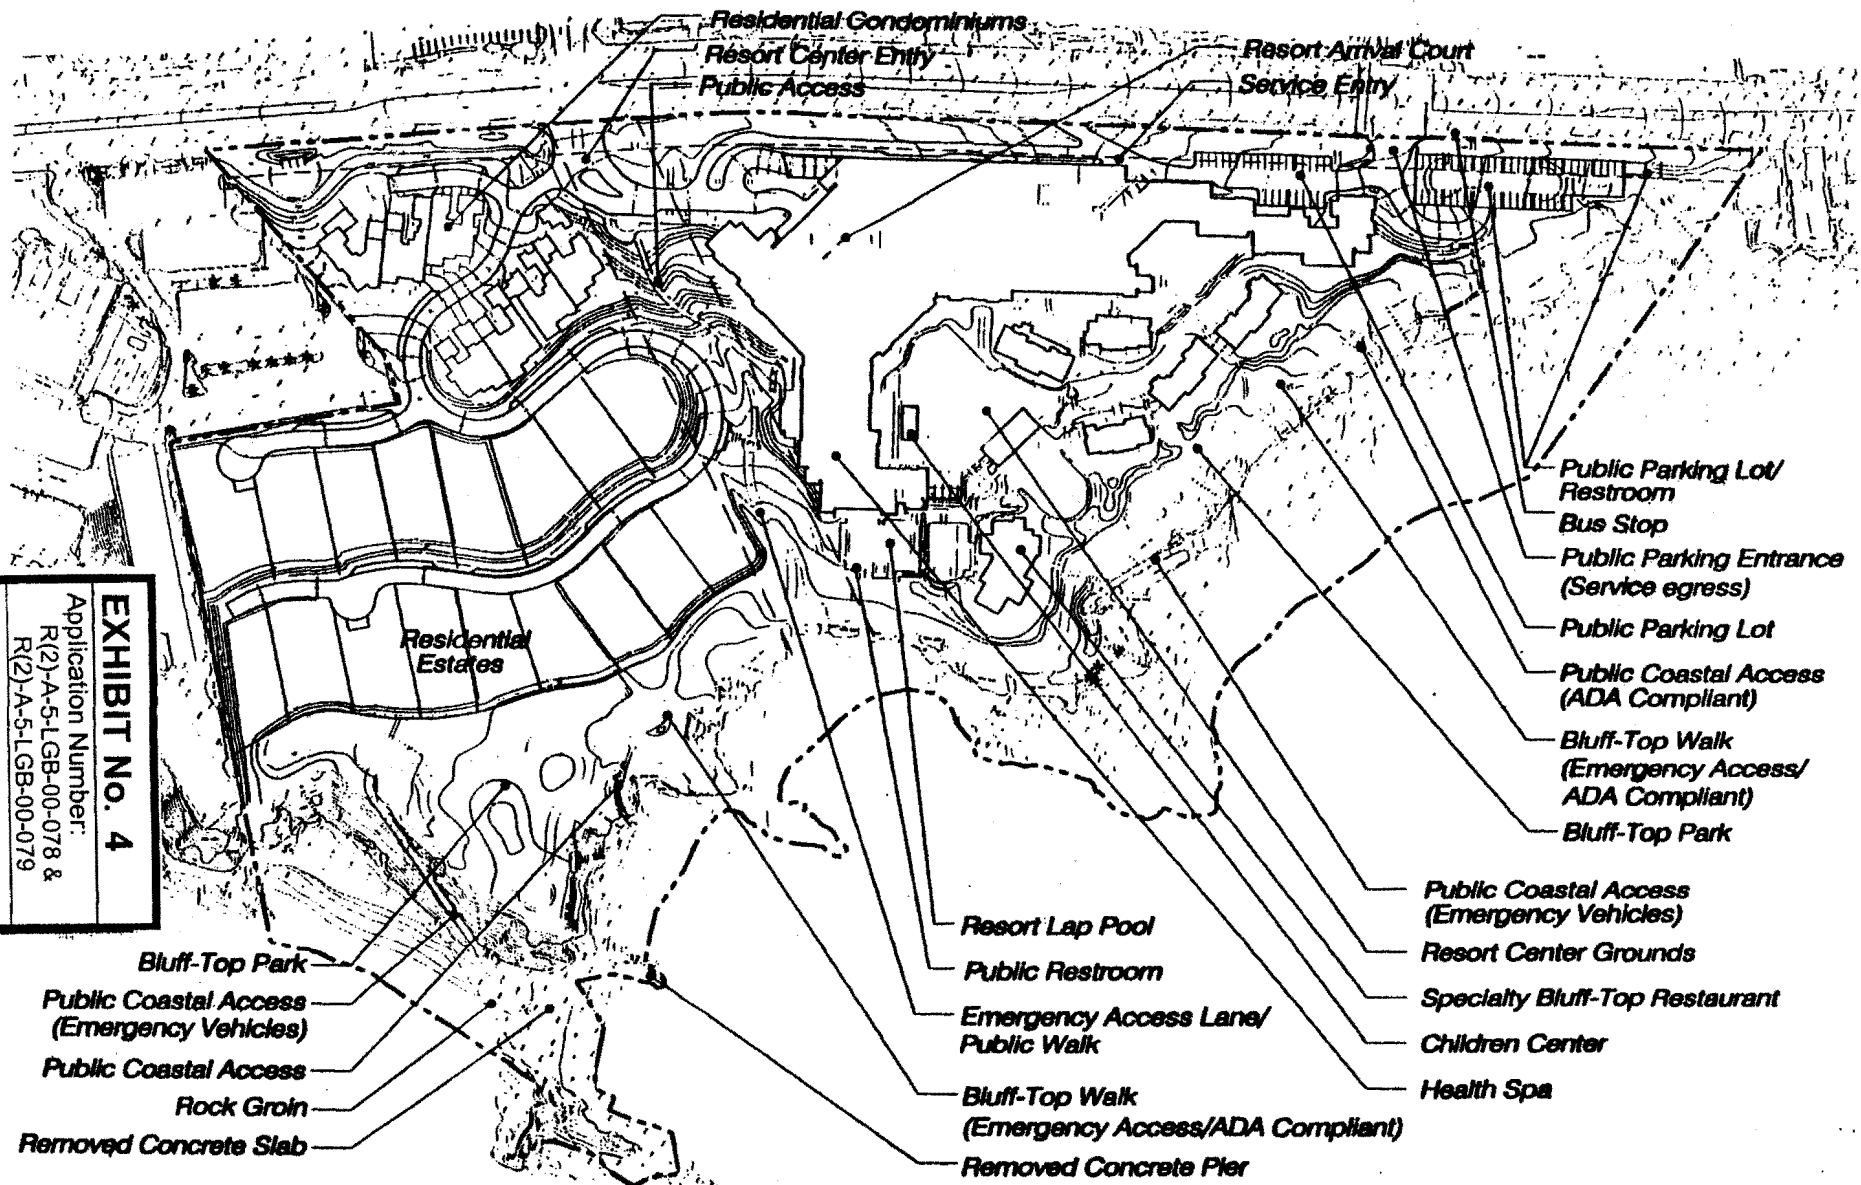 Residential Condominiums
Resort Center Entry
Public Access
Resort Arrival Court
Service Entry
Public Parking Lot/
Restroom
Bus Stop
Public Parking Entrance
(Service egress)
Public Parking Lot
Public Coastal Access
(ADA Compliant)
Bluff-Top Walk
(Emergency Access/
ADA Compliant)
Bluff-Top Park
Public Coastal Access
(Emergency Vehicles)
Resort Center Grounds
Specialty Bluff-Top Restaurant
Children Center
Health Spa
Residential
Estates
EXHIBIT No. 4
Application Number:
R(2)-A-5-LGB-00-078 &
R(2)-A-5-LGB-00-079
Bluff-Top Park
Public Coastal Access
(Emergency Vehicles)
Public Coastal Access
Rock Groin
Removed Concrete Slab
Resort Lap Pool
Public Restroom
Emergency Access Lane/
Public Walk
Bluff-Top Walk
(Emergency Access/ADA Compliant)
Removed Concrete Pier